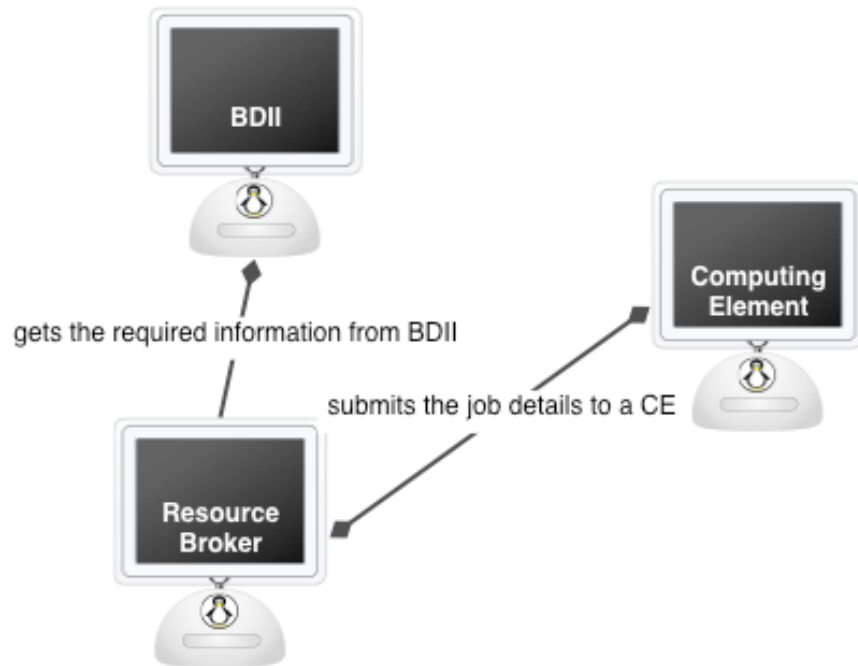 BDII
Computing
Element
gets the required information from BDII
submits the job details to a CE
Resource
Broker